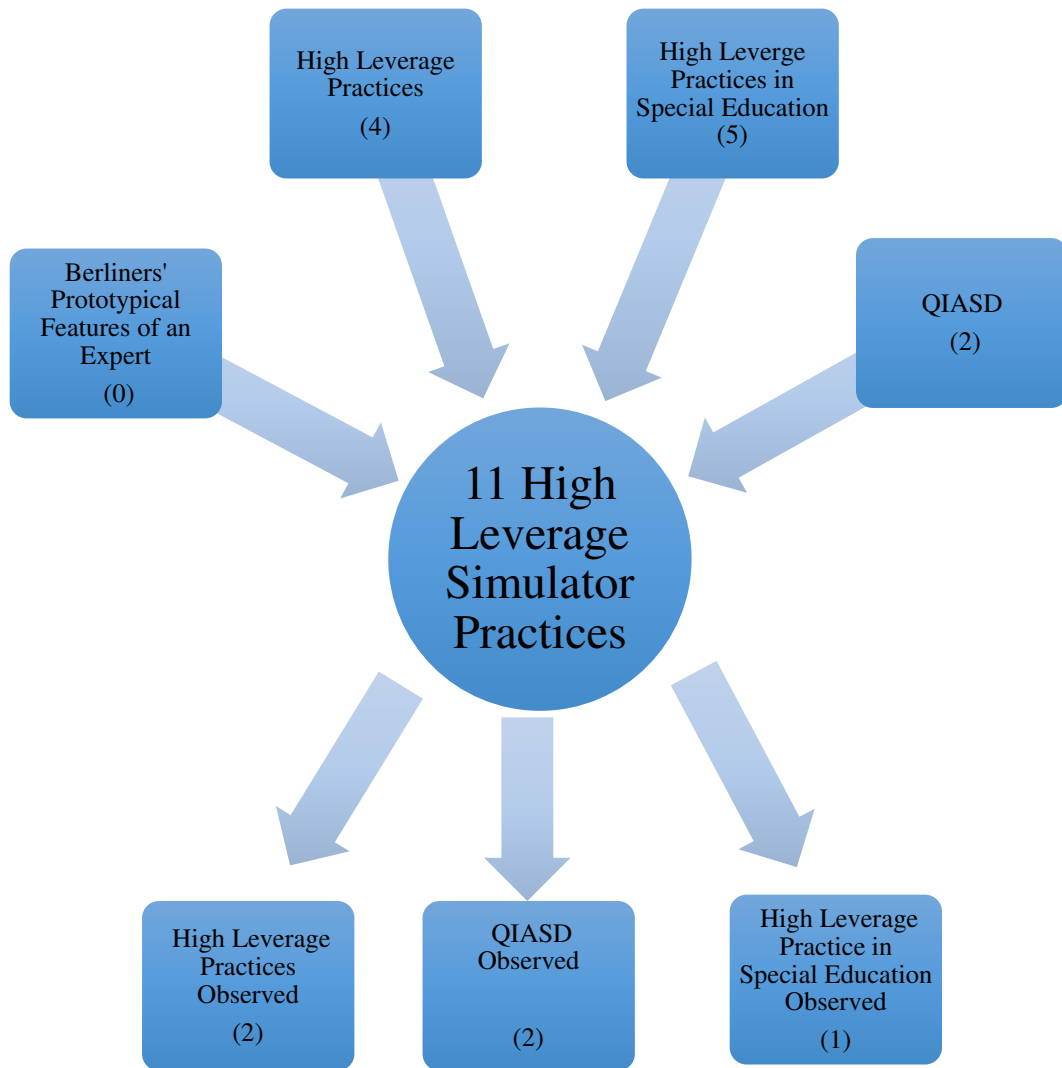 High Leverage
Practices
(4)
High Leverge
Practices in
Special Education
(5)
Berliners'
Prototypical
Features of an
Expert
(0)
QIASD
(2)
11 High
Leverage
Simulator
Practices
High Leverage
Practices
Observed
(2)
QIASD
Observed
(2)
High Leverage
Practice in
Special Education
Observed
(1)